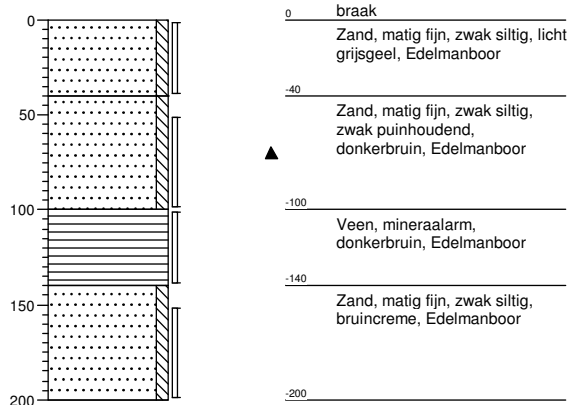 0
50
100
150
200
0
braak
Zand, matig fijn, zwak siltig, licht
grijsgeel, Edelmanboor
-40
Zand, matig fijn, zwak siltig,
zwak puinhoudend,
donkerbruin, Edelmanboor
-100
Veen, mineraalarm,
donkerbruin, Edelmanboor
-140
Zand, matig fijn, zwak siltig,
bruincreme, Edelmanboor
-200